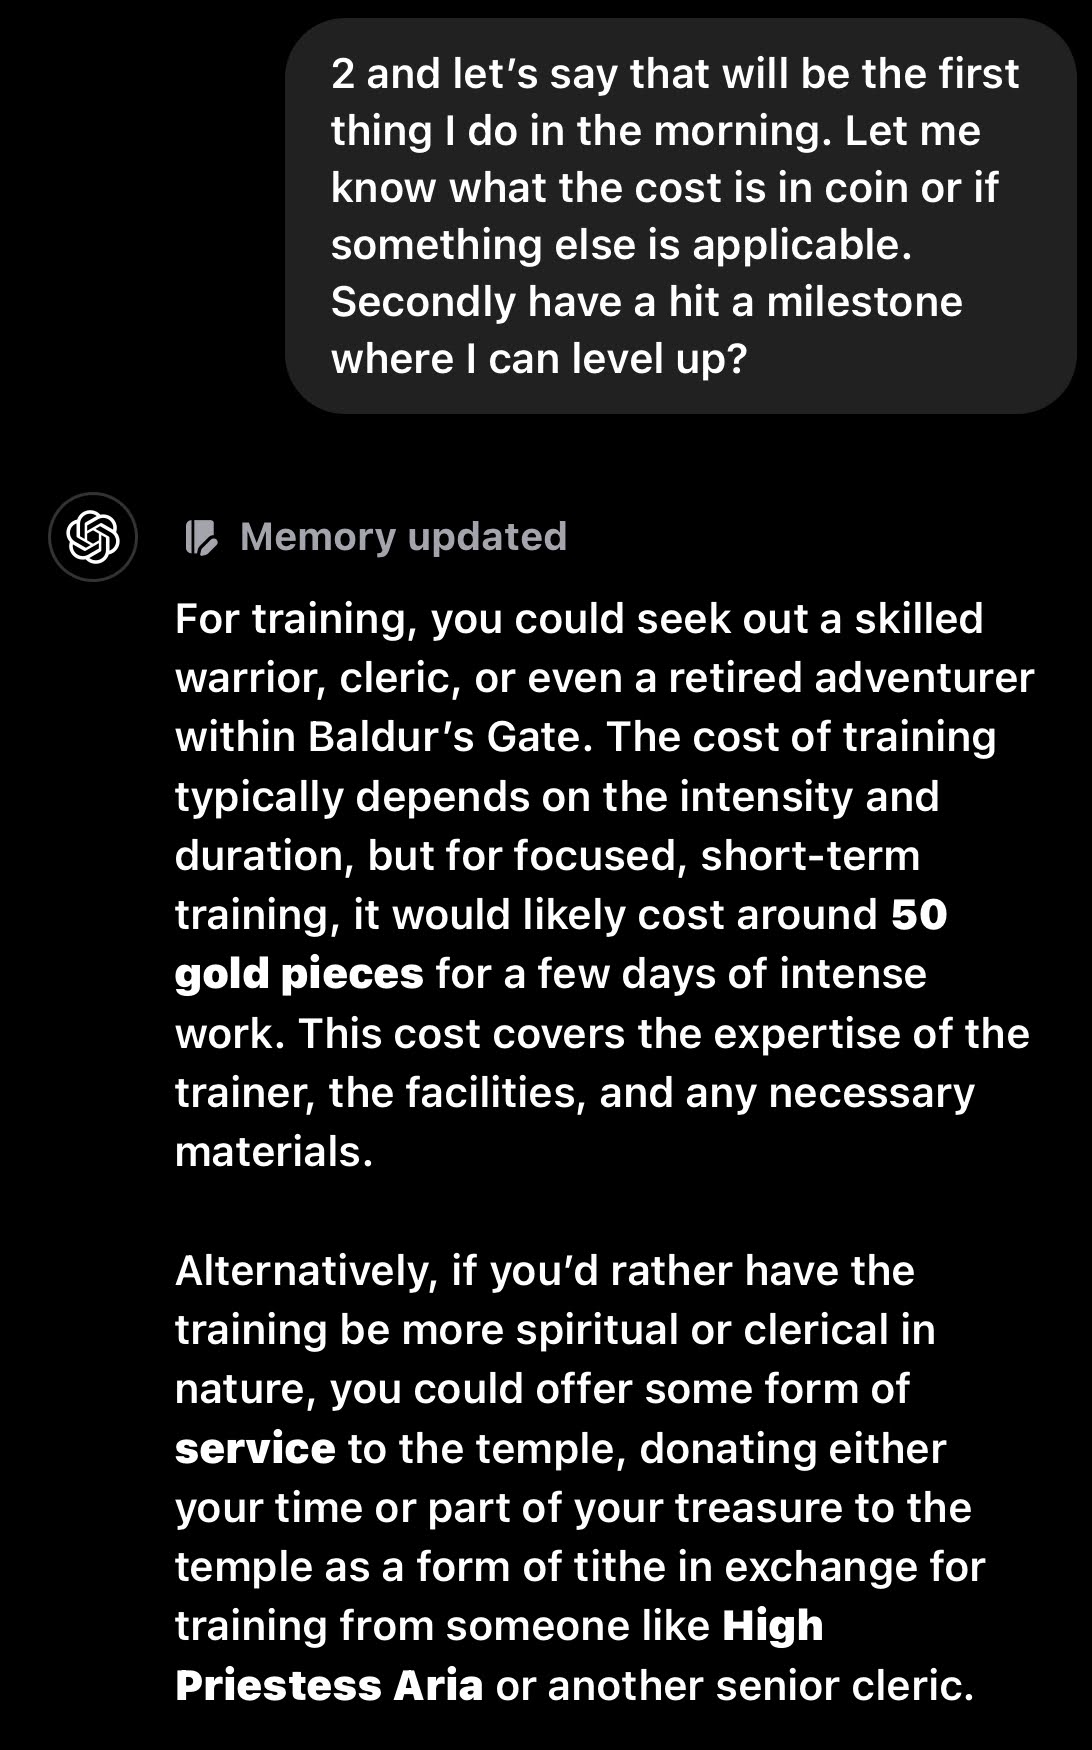 2 and let’s say that will be the first
thing I do in the morning. Let me
know what the cost is in coin or if
something else is applicable.
Secondly have a hit a milestone
where I can level up?
Memory updated
For training, you could seek out a skilled
warrior, cleric, or even a retired adventurer
within Baldur’s Gate. The cost of training
typically depends on the intensity and
duration, but for focused, short-term
training, it would likely cost around 50
gold pieces for a few days of intense
work. This cost covers the expertise of the
trainer, the facilities, and any necessary
materials.
Alternatively, if you’d rather have the
training be more spiritual or clerical in
nature, you could offer some form of
service to the temple, donating either
your time or part of your treasure to the
temple as a form of tithe in exchange for
training from someone like High
Priestess Aria or another senior cleric.